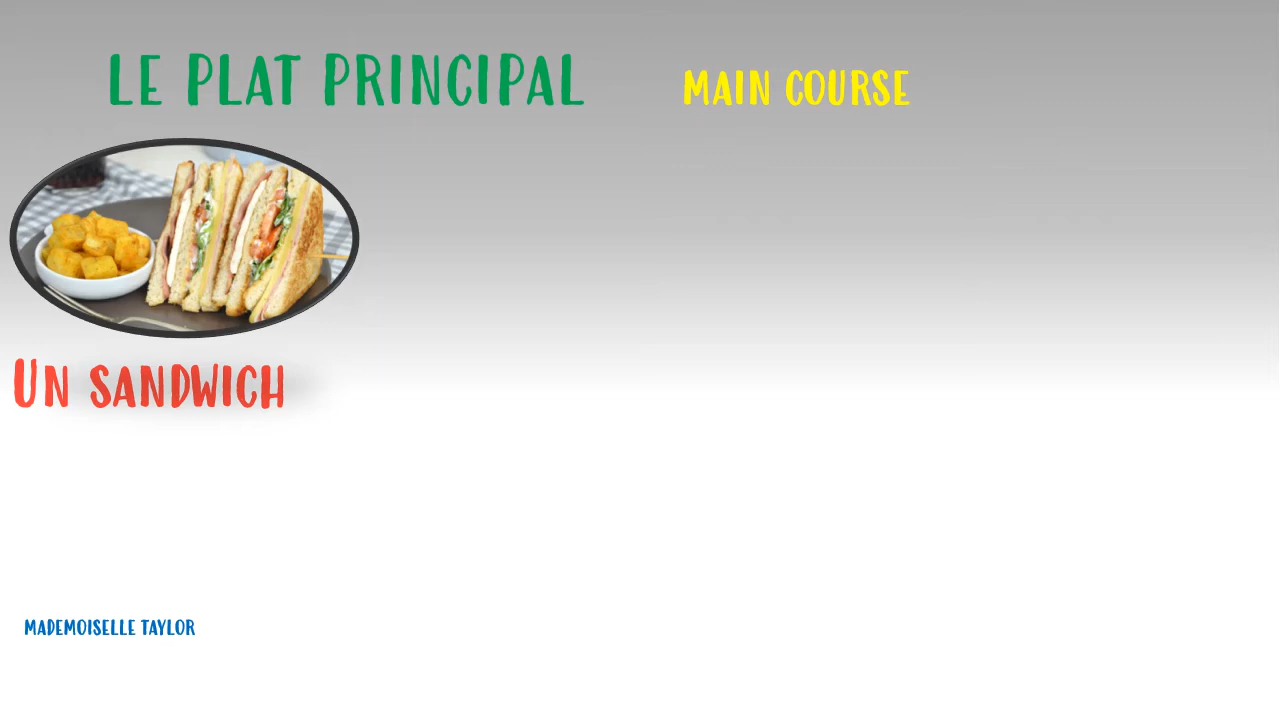 LE PLAT PRINCIPAL MAIN COURSE
UN SANDWICH
MADEMOISELLE TAYLOR